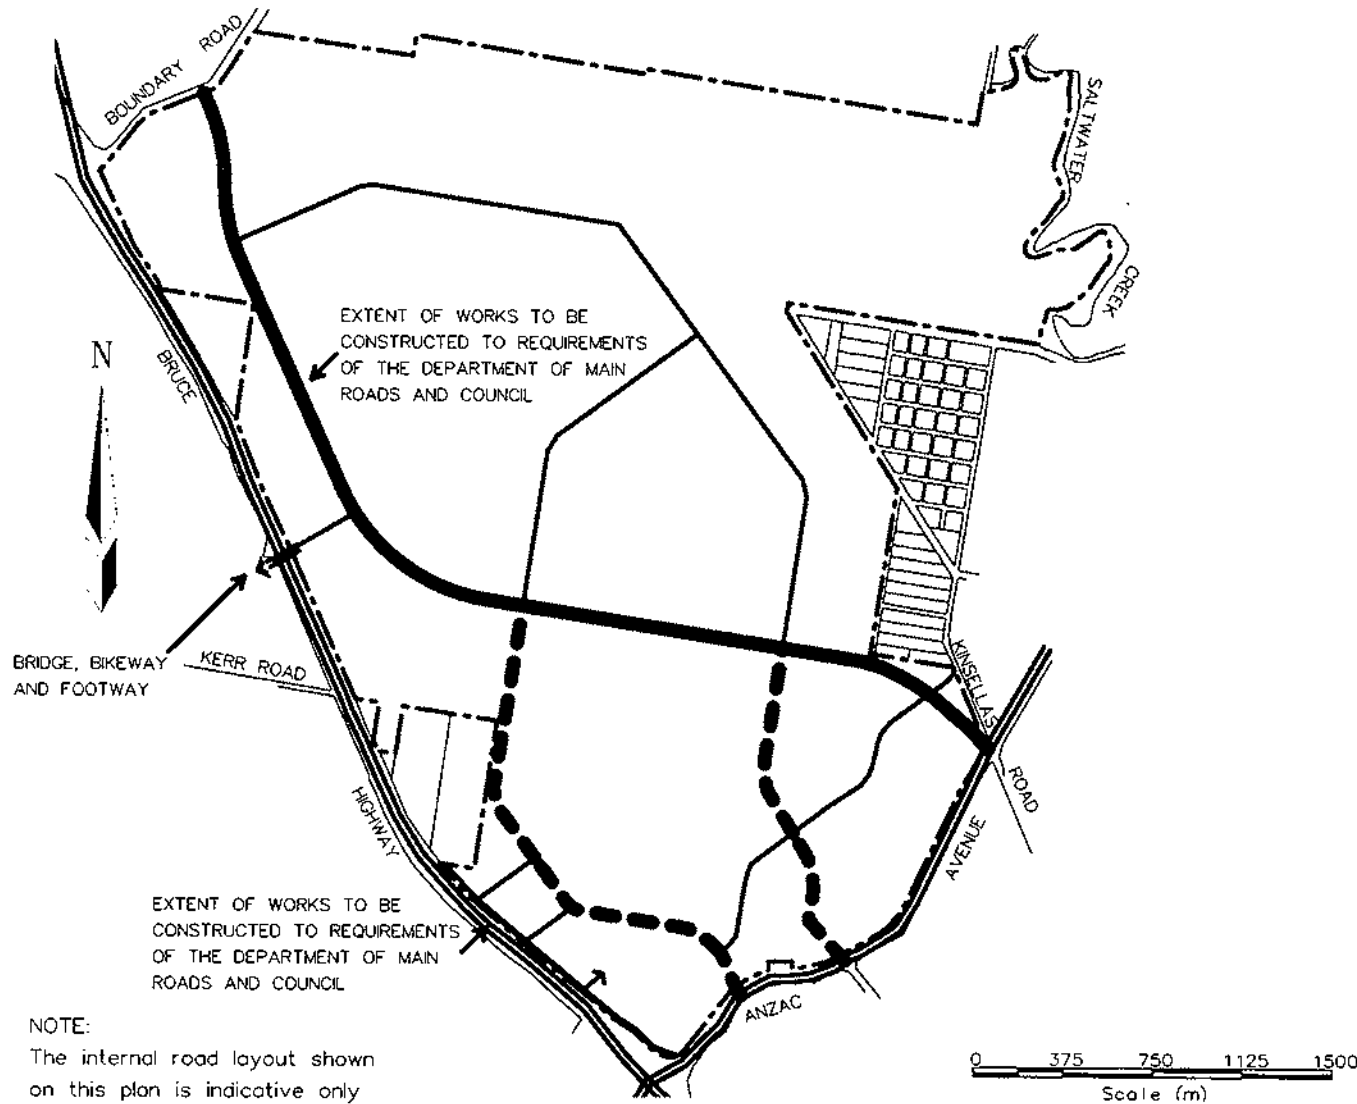 BOUNDARY ROAD
SALTWATER
CREEK
EXTENT OF WORKS TO BE
CONSTRUCTED TO REQUIREMENTS
OF THE DEPARTMENT OF MAIN
ROADS AND COUNCIL
N
BRUCE
BRIDGE, BIKEWAY
AND FOOTWAY
KERR ROAD
KINSELLAS
ROAD
HIGHWAY
AVENUE
EXTENT OF WORKS TO BE
CONSTRUCTED TO REQUIREMENTS
OF THE DEPARTMENT OF MAIN
ROADS AND COUNCIL
ANZAC
NOTE:
The internal road layout shown
on this plan is indicative only
0 375 750 1125 1500
Scale (m)